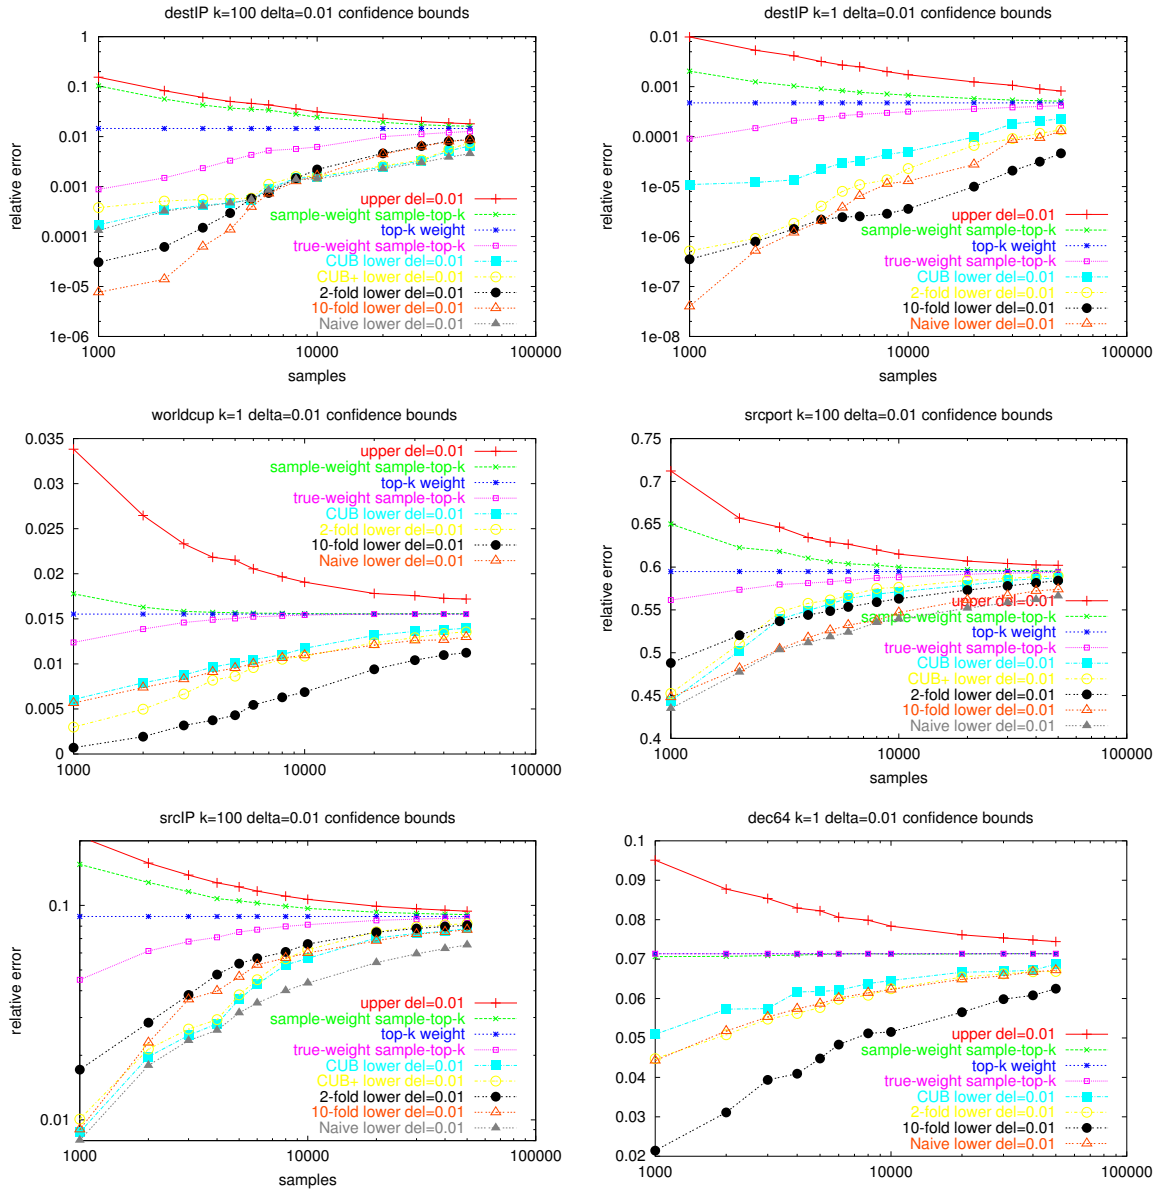 destIP k=100 delta=0.01 confidence bounds
relative error
1
0.1
0.01
0.001
0.0001
1e-05
1e-06
upper del=0.01
sample-weight sample-top-k
top-k weight
true-weight sample-top-k
CUB lower del=0.01
CUB+ lower del=0.01
2-fold lower del=0.01
10-fold lower del=0.01
Naive lower del=0.01
1000 10000 100000
samples
destIP k=1 delta=0.01 confidence bounds
relative error
0.01
0.001
0.0001
1e-05
1e-06
1e-07
1e-08
upper del=0.01
sample-weight sample-top-k
top-k weight
true-weight sample-top-k
CUB lower del=0.01
2-fold lower del=0.01
10-fold lower del=0.01
Naive lower del=0.01
1000 10000 100000
samples
worldcup k=1 delta=0.01 confidence bounds
0.035
0.03
0.025
0.02
0.015
0.01
0.005
0
upper del=0.01
sample-weight sample-top-k
top-k weight
true-weight sample-top-k
CUB lower del=0.01
2-fold lower del=0.01
10-fold lower del=0.01
Naive lower del=0.01
1000 10000 100000
srcport k=100 delta=0.01 confidence bounds
relative error
0.75
0.7
0.65
0.6
0.55
0.5
0.45
0.4
upper del=0.01
sample-weight sample-top-k
top-k weight
true-weight sample-top-k
CUB lower del=0.01
CUB+ lower del=0.01
2-fold lower del=0.01
10-fold lower del=0.01
Naive lower del=0.01
1000 10000 100000
samples
srcIP k=100 delta=0.01 confidence bounds
relative error
0.1
0.01
upper del=0.01
sample-weight sample-top-k
top-k weight
true-weight sample-top-k
CUB lower del=0.01
CUB+ lower del=0.01
2-fold lower del=0.01
10-fold lower del=0.01
Naive lower del=0.01
1000 10000 100000
dec64 k=1 delta=0.01 confidence bounds
relative error
0.1
0.09
0.08
0.07
0.06
0.05
0.04
0.03
0.02
upper del=0.01
sample-weight sample-top-k
top-k weight
true-weight sample-top-k
CUB lower del=0.01
2-fold lower del=0.01
10-fold lower del=0.01
Naive lower del=0.01
1000 10000 100000